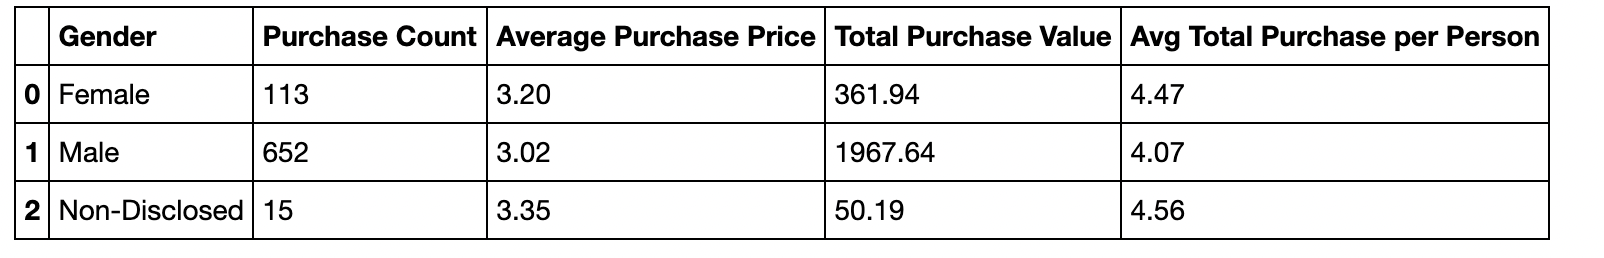 Gender Purchase Count Average Purchase Price Total Purchase Value Avg Total Purchase per Person
0 Female 113 3.20 361.94 4.47
1 Male 652 3.02 1967.64 4.07
2 Non-Disclosed 15 3.35 50.19 4.56